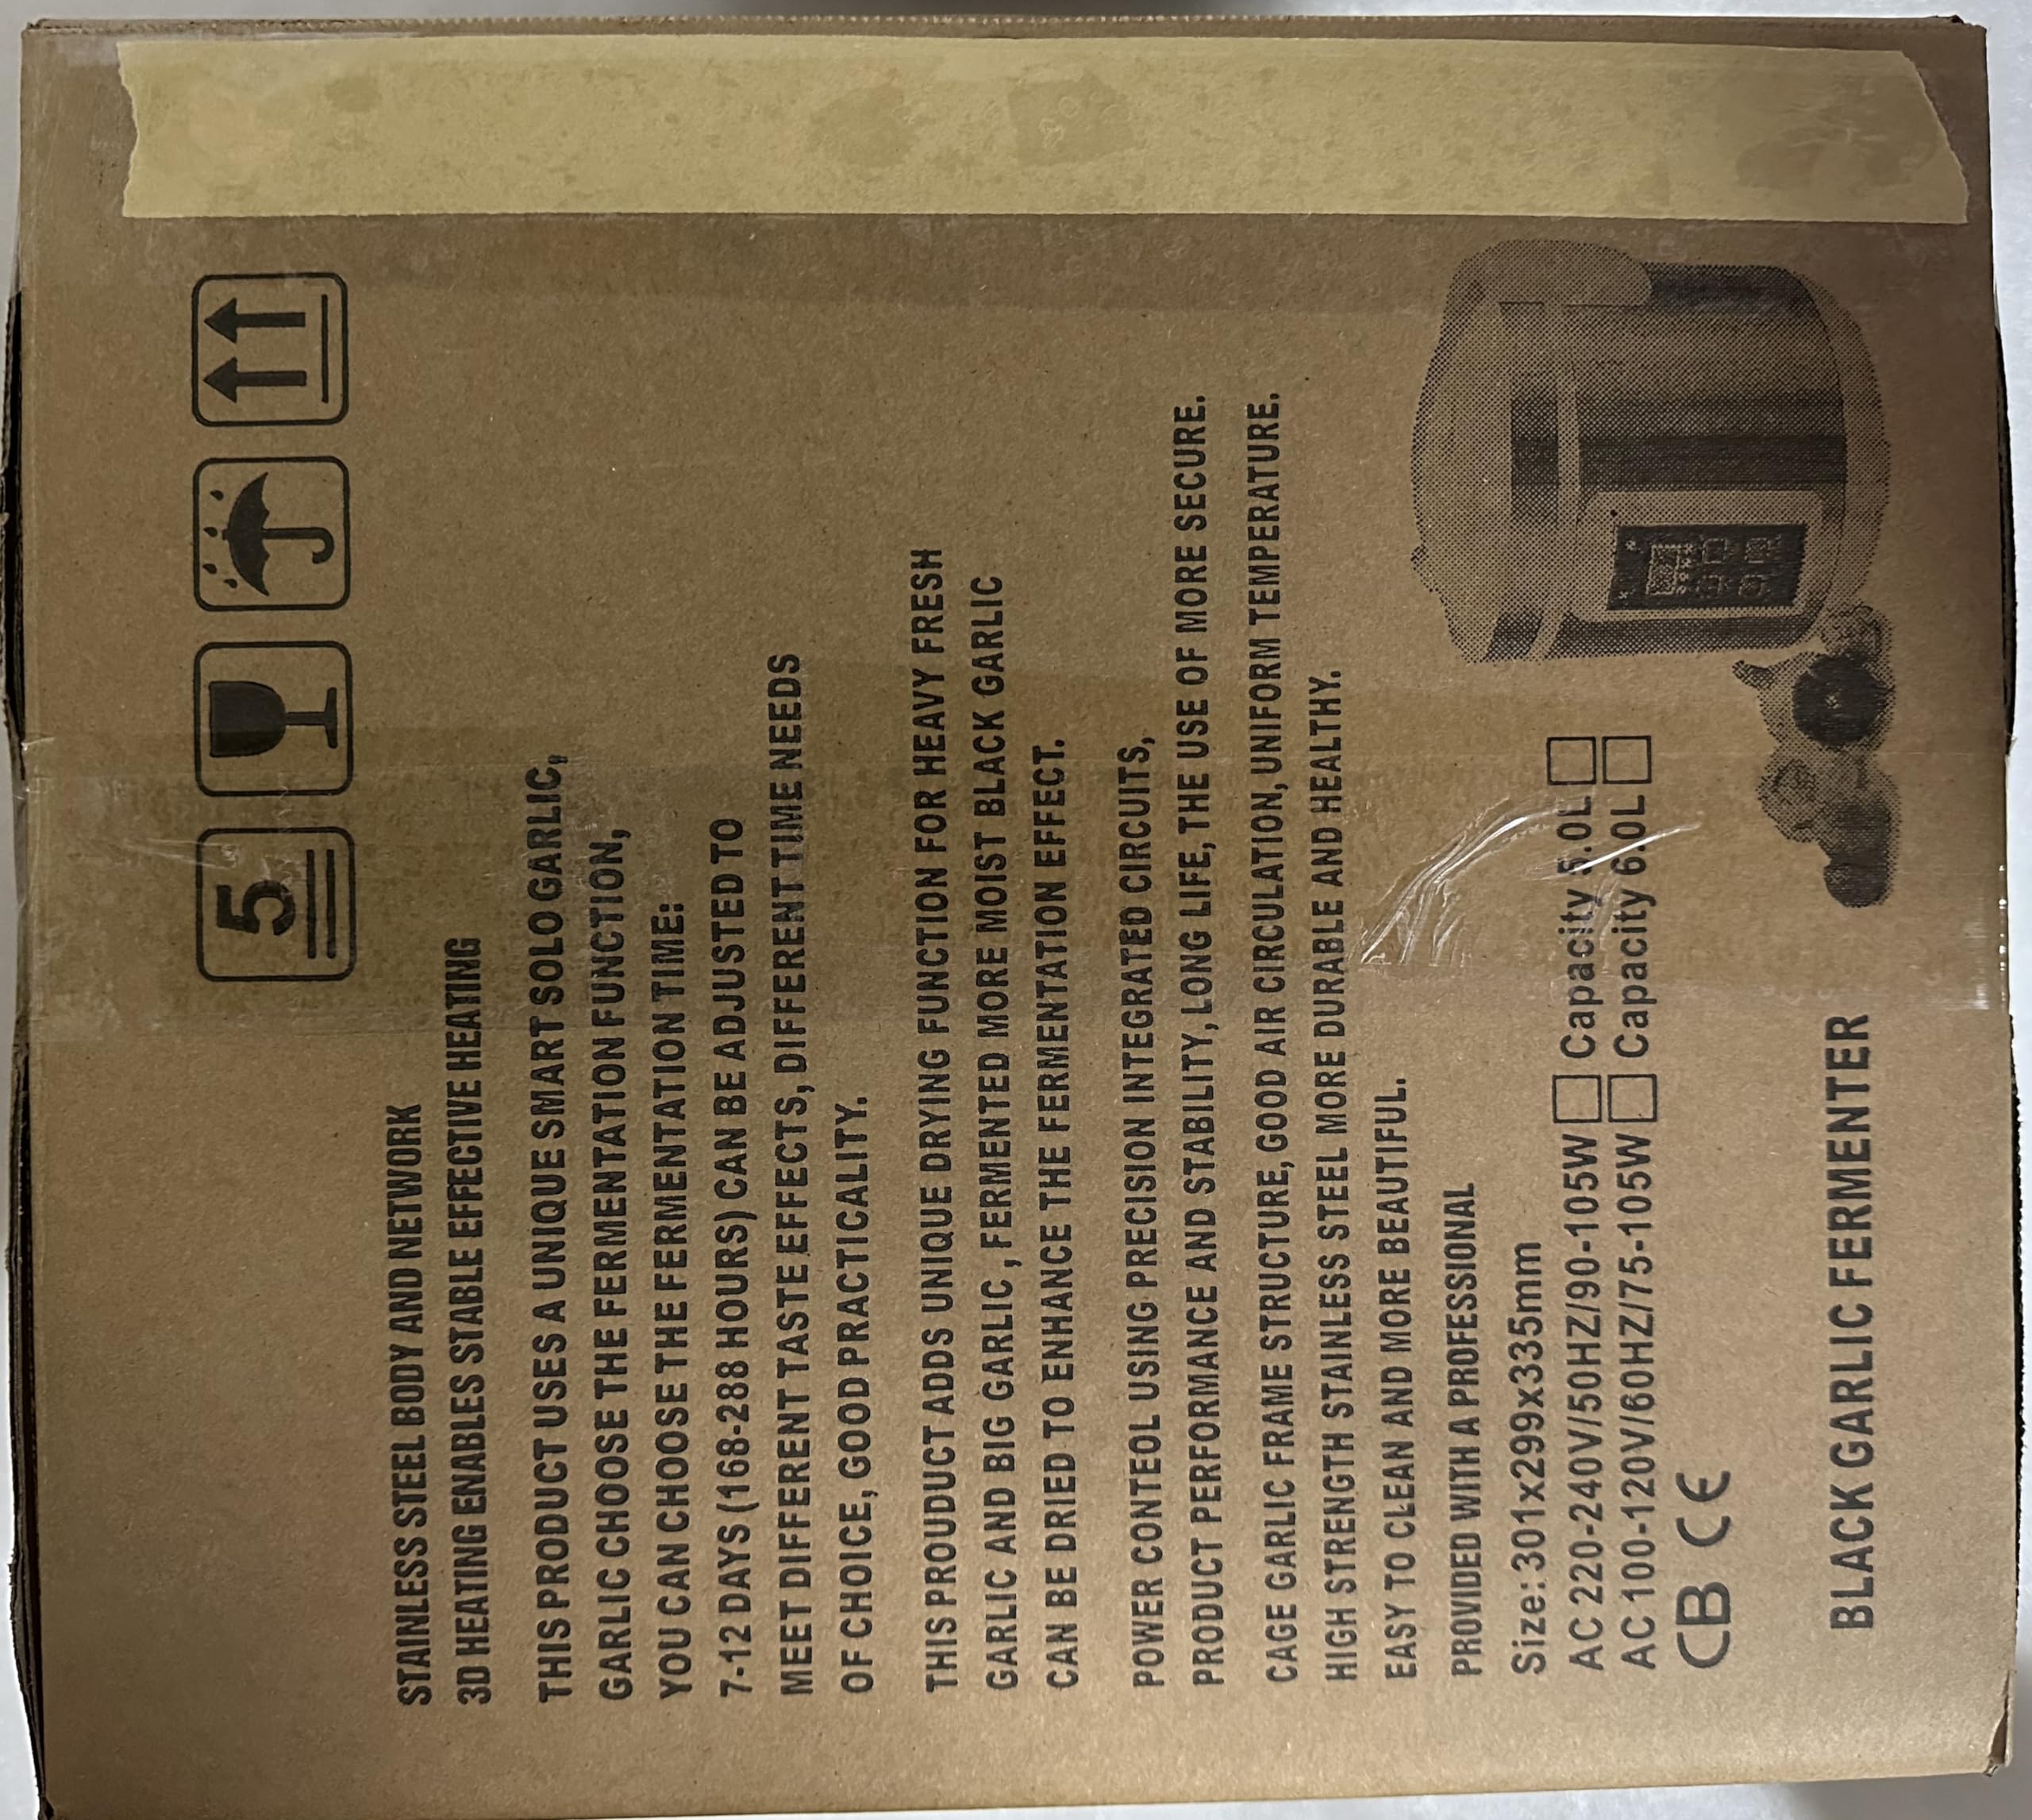 5
STAINLESS STEEL BODY AND NETWORK
3D HEATING ENABLES STABLE EFFECTIVE HEATING
THIS PRODUCT USES A UNIQUE SMART SOLO GARLIC,
GARLIC CHOOSE THE FERMENTATION FUNCTION,
YOU CAN CHOOSE THE FERMENTATION TIME:
7-12 DAYS (168-288 HOURS) CAN BE ADJUSTED TO
MEET DIFFERENT TASTE EFFECTS, DIFFERENT TIME NEEDS
OF CHOICE, GOOD PRACTICALITY.
THIS PROUDUCT ADDS UNIQUE DRYING FUNCTION FOR HEAVY FRESH
GARLIC AND BIG GARLIC , FERMENTED MORE MOIST BLACK GARLIC
CAN BE DRIED TO ENHANCE THE FERMENTATION EFFECT.
POWER CONTEOL USING PRECISION INTEGRATED CIRCUITS,
PRODUCT PERFORMANCE AND STABILITY, LONG LIFE, THE USE OF MORE SECURE.
CAGE GARLIC FRAME STRUCTURE, GOOD AIR CIRCULATION, UNIFORM TEMPERATURE.
HIGH STRENGTH STAINLESS STEEL MORE DURABLE AND HEALTHY.
EASY TO CLEAN AND MORE BEAUTIFUL.
PROVIDED WITH A PROFESSIONAL
Size: 301x299x335mm
AC 220-240V/50HZ/90-105W □ Capacity 5.0L □
AC 100-120V/60HZ/75-105W □ Capacity 6.0L □
CB CE
BLACK GARLIC FERMENTER